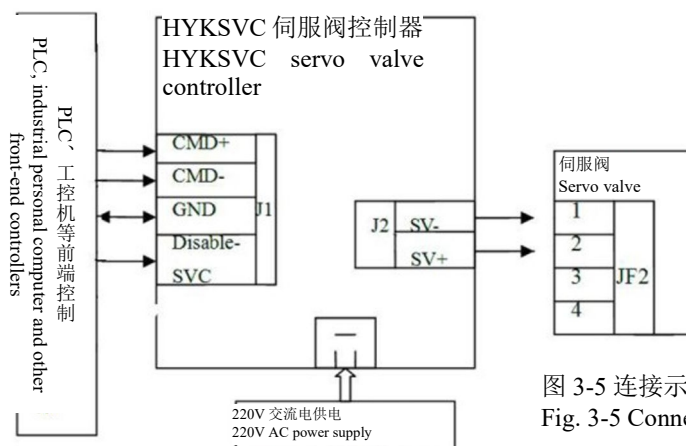 PLC、工控机等前端控制
PLC, industrial personal computer and other
front-end controllers
HYKSVC 伺服阀控制器
HYKSVC servo valve
controller
CMD+
CMD-
GND
Disable-
SVC
J1
J2
SV-
SV+
伺服阀
Servo valve
1
2
3
4
JF2
220V 交流电供电
220V AC power supply
图 3-5 连接示
Fig. 3-5 Conne